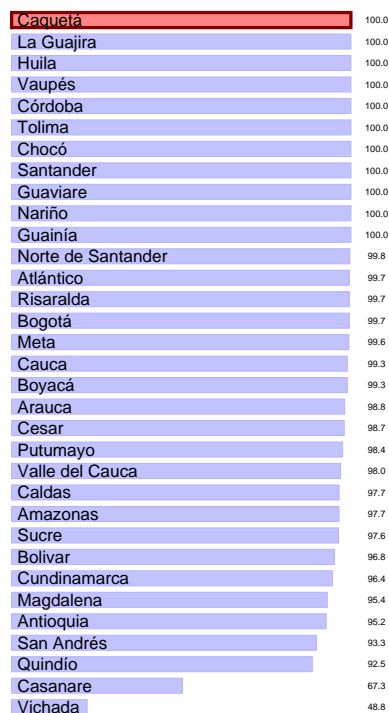 Caquetá 100.0
La Guajira 100.0
Huila 100.0
Vaupés 100.0
Córdoba 100.0
Tolima 100.0
Chocó 100.0
Santander 100.0
Guaviare 100.0
Nariño 100.0
Guainía 100.0
Norte de Santander 99.8
Atlántico 99.7
Risaralda 99.7
Bogotá 99.7
Meta 99.6
Cauca 99.3
Boyacá 99.3
Arauca 98.8
Cesar 98.7
Putumayo 98.4
Valle del Cauca 98.0
Caldas 97.7
Amazonas 97.7
Sucre 97.6
Bolivar 96.8
Cundinamarca 96.4
Magdalena 95.4
Antioquia 95.2
San Andrés 93.3
Quindío 92.5
Casanare 67.3
Vichada 48.8